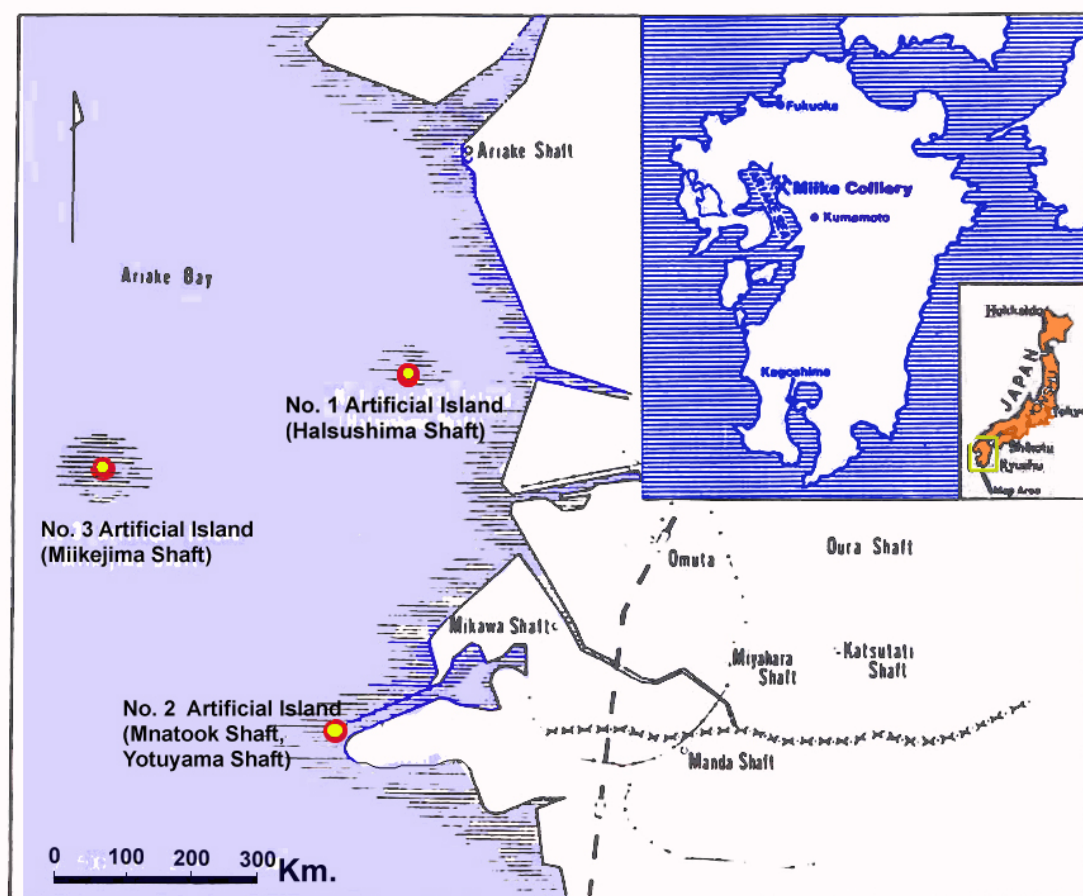 Fukuoka
Ariake Shaft
Miike Colliery
Kumamoto
Ariake Bay
Hokkaido
JAPAN
Kagoshima
No. 1 Artificial Island
(Halsushima Shaft)
Tokyo
Shikoku
Kyushu
Map Area
No. 3 Artificial Island
(Miikejima Shaft)
Omuta
Oura Shaft
Mikawa Shaft
Miyahara
Shaft
Katsutati
Shaft
No. 2 Artificial Island
(Mnatook Shaft,
Yotuyama Shaft)
Manda Shaft
0 100 200 300 Km.